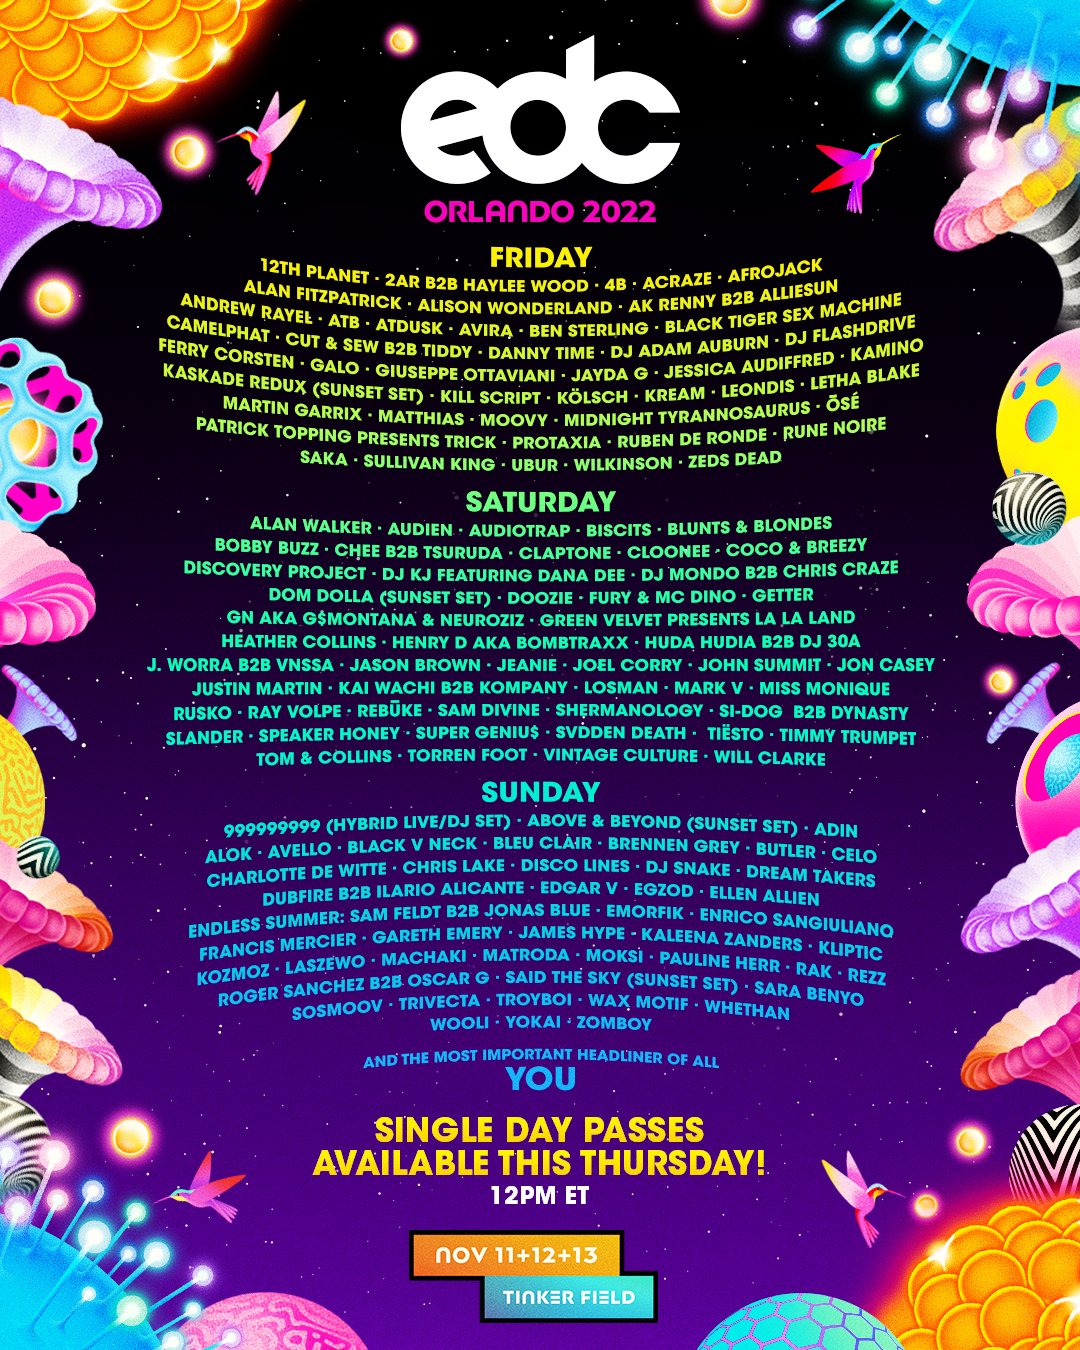 edc
ORLANDO 2022
FRIDAY
12TH PLANET · 2AR B2B HAYLEE WOOD · 4B · ACRAZE · AFROJACK
ALAN FITZPATRICK · ALISON WONDERLAND · AK RENNY B2B ALLIESUN
ANDREW RAYEL · ATB · ATDUSK · AVIRA · BEN STERLING · BLACK TIGER SEX MACHINE
CAMELPHAT · CUT & SEW B2B TIDDY · DANNY TIME · DJ ADAM AUBURN · DJ FLASHDRIVE
FERRY CORSTEN · GALO · GIUSEPPE OTTAVIANI · JAYDA G · JESSICA AUDIFFRED · KAMINO
KASKADE REDUX (SUNSET SET) · KILL SCRIPT · KÖLSCH · KREAM · LEONDIS · LETHA BLAKE
MARTIN GARRIX · MATTHIAS · MOOVY · MIDNIGHT TYRANNOSAURUS · ŌSÉ
PATRICK TOPPING PRESENTS TRICK · PROTAXIA · RUBEN DE RONDE · RUNE NOIRE
SAKA · SULLIVAN KING · UBUR · WILKINSON · ZEDS DEAD
SATURDAY
ALAN WALKER · AUDIEN · AUDIOTRAP · BISCITS · BLUNTS & BLONDES
BOBBY BUZZ · CHEE B2B TSURUDA · CLAPTONE · CLOONEE · COCO & BREEZY
DISCOVERY PROJECT · DJ KJ FEATURING DANA DEE · DJ MONDO B2B CHRIS CRAZE
DOM DOLLA (SUNSET SET) · DOOZIE · FURY & MC DINO · GETTER
GN AKA G$MONTANA & NEUROZIZ · GREEN VELVET PRESENTS LA LA LAND
HEATHER COLLINS · HENRY D AKA BOMBTRAXX · HUDA HUDIA B2B DJ 30A
J. WORRA B2B VNSSA · JASON BROWN · JEANIE · JOEL CORRY · JOHN SUMMIT · JON CASEY
JUSTIN MARTIN · KAI WACHI B2B KOMPANY · LOSMAN · MARK V · MISS MONIQUE
RUSKO · RAY VOLPE · REBŪKE · SAM DIVINE · SHERMANOLOGY · SI-DOG B2B DYNASTY
SLANDER · SPEAKER HONEY · SUPER GENIU$ · SVDDEN DEATH · TIËSTO · TIMMY TRUMPET
TOM & COLLINS · TORREN FOOT · VINTAGE CULTURE · WILL CLARKE
SUNDAY
999999999 (HYBRID LIVE/DJ SET) · ABOVE & BEYOND (SUNSET SET) · ADIN
ALOK · AVELLO · BLACK V NECK · BLEU CLAIR · BRENNEN GREY · BUTLER · CELO
CHARLOTTE DE WITTE · CHRIS LAKE · DISCO LINES · DJ SNAKE · DREAM TAKERS
DUBFIRE B2B ILARIO ALICANTE · EDGAR V · EGZOD · ELLEN ALLIEN
ENDLESS SUMMER: SAM FELDT B2B JONAS BLUE · EMORFIK · ENRICO SANGIULIANO
FRANCIS MERCIER · GARETH EMERY · JAMES HYPE · KALEENA ZANDERS · KLIPTIC
KOZMOZ · LASZEWO · MACHAKI · MATRODA · MOKSI · PAULINE HERR · RAK · REZZ
ROGER SANCHEZ B2B OSCAR G · SAID THE SKY (SUNSET SET) · SARA BENYO
SOSMOOV · TRIVECTA · TROYBOI · WAX MOTIF · WHETHAN
WOOLI · YOKAI · ZOMBOY
AND THE MOST IMPORTANT HEADLINER OF ALL
YOU
SINGLE DAY PASSES
AVAILABLE THIS THURSDAY!
12PM ET
NOV 11+12+13
TINKER FIELD